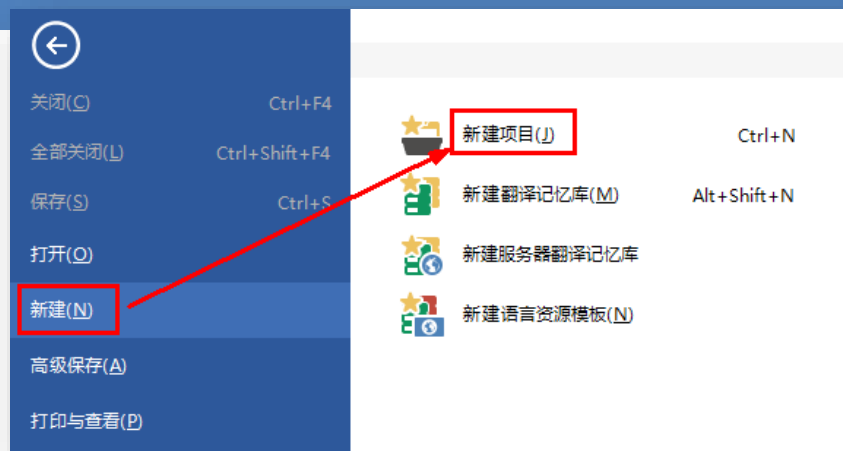 关闭(C) Ctrl+F4
全部关闭(L) Ctrl+Shift+F4
保存(S) Ctrl+S
打开(O)
新建(N)
高级保存(A)
打印与查看(P)
新建项目(J) Ctrl+N
新建翻译记忆库(M) Alt+Shift+N
新建服务器翻译记忆库
新建语言资源模板(N)